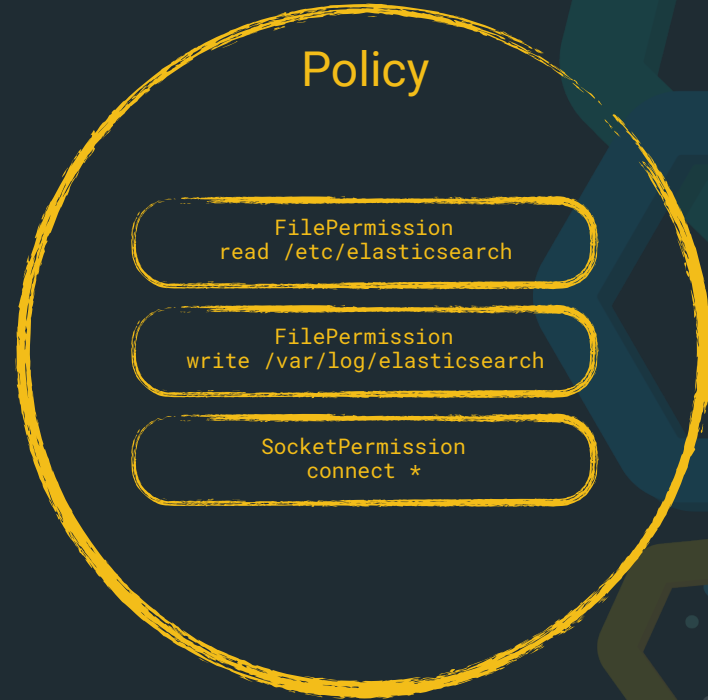 Policy
FilePermission
read /etc/elasticsearch
FilePermission
write /var/log/elasticsearch
SocketPermission
connect *